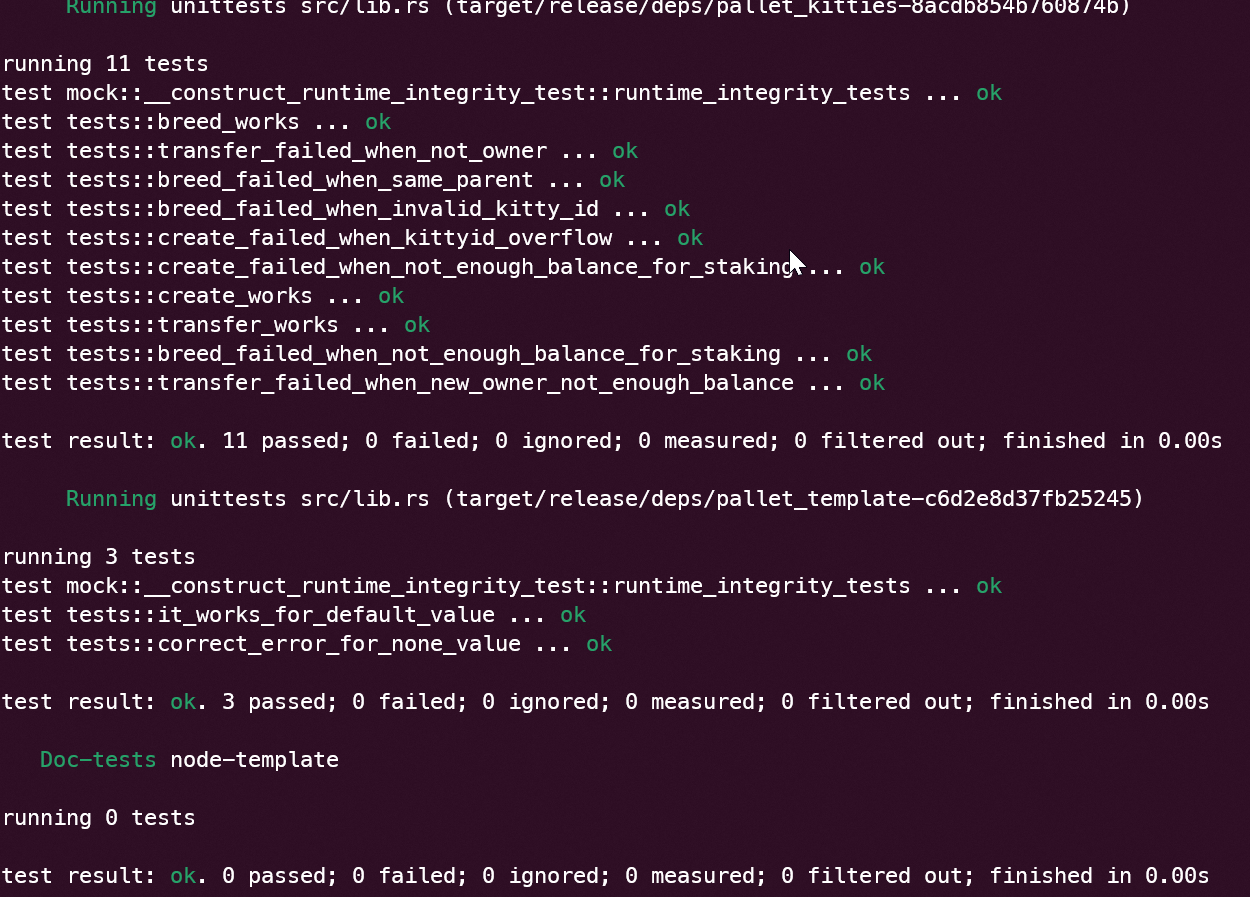 Running unittests src/lib.rs (target/release/deps/pallet_kitties-8acdb854b760874b)
running 11 tests
test mock::__construct_runtime_integrity_test::runtime_integrity_tests ... ok
test tests::breed_works ... ok
test tests::transfer_failed_when_not_owner ... ok
test tests::breed_failed_when_same_parent ... ok
test tests::breed_failed_when_invalid_kitty_id ... ok
test tests::create_failed_when_kittyid_overflow ... ok
test tests::create_failed_when_not_enough_balance_for_staking ... ok
test tests::create_works ... ok
test tests::transfer_works ... ok
test tests::breed_failed_when_not_enough_balance_for_staking ... ok
test tests::transfer_failed_when_new_owner_not_enough_balance ... ok
test result: ok. 11 passed; 0 failed; 0 ignored; 0 measured; 0 filtered out; finished in 0.00s
Running unittests src/lib.rs (target/release/deps/pallet_template-c6d2e8d37fb25245)
running 3 tests
test mock::__construct_runtime_integrity_test::runtime_integrity_tests ... ok
test tests::it_works_for_default_value ... ok
test tests::correct_error_for_none_value ... ok
test result: ok. 3 passed; 0 failed; 0 ignored; 0 measured; 0 filtered out; finished in 0.00s
Doc-tests node-template
running 0 tests
test result: ok. 0 passed; 0 failed; 0 ignored; 0 measured; 0 filtered out; finished in 0.00s